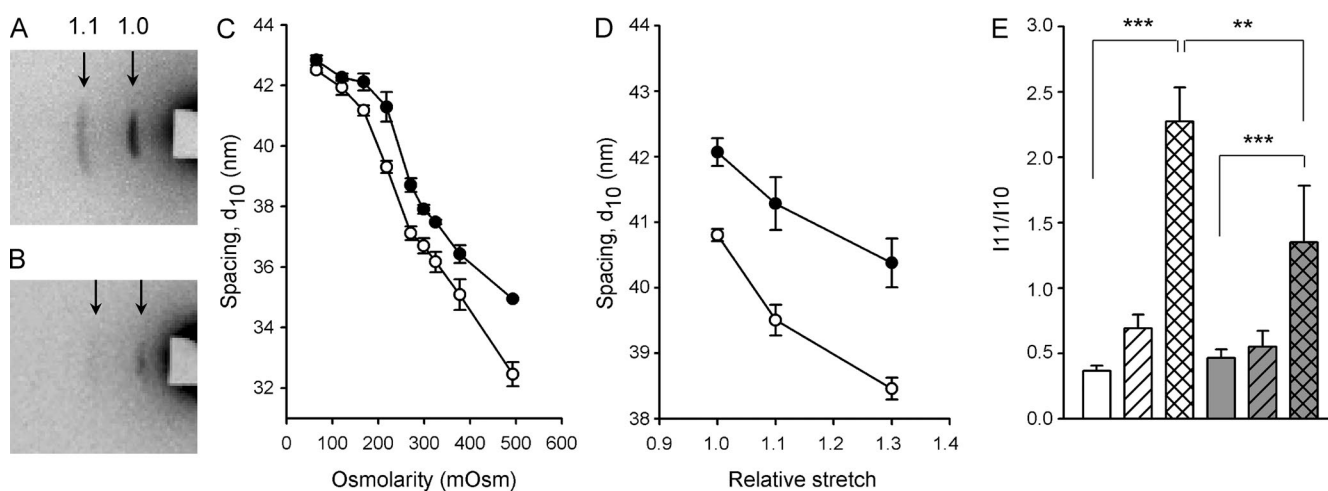 A 1.1 1.0
B
C
Spacing, d10 (nm)
44
42
40
38
36
34
32
0 100 200 300 400 500 600
Osmolarity (mOsm)
D
Spacing, d10 (nm)
43
42
41
40
39
38
0.9 1.0 1.1 1.2 1.3 1.4
Relative stretch
E
I11/I10
3.0
2.5
2.0
1.5
1.0
0.5
0.0
*** **
***